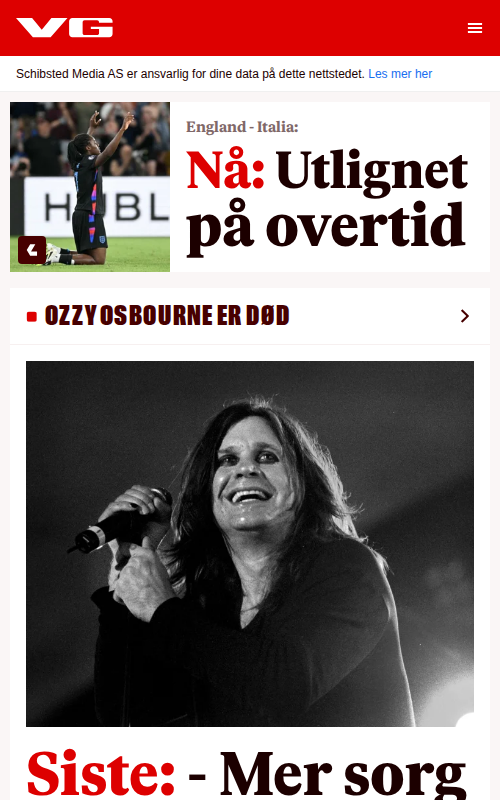 VG
Schibsted Media AS er ansvarlig for dine data på dette nettstedet. Les mer her
England - Italia:
Nå: Utlignet
på overtid
HUBL
OZZY OSBOURNE ER DØD
Siste: - Mer sorg